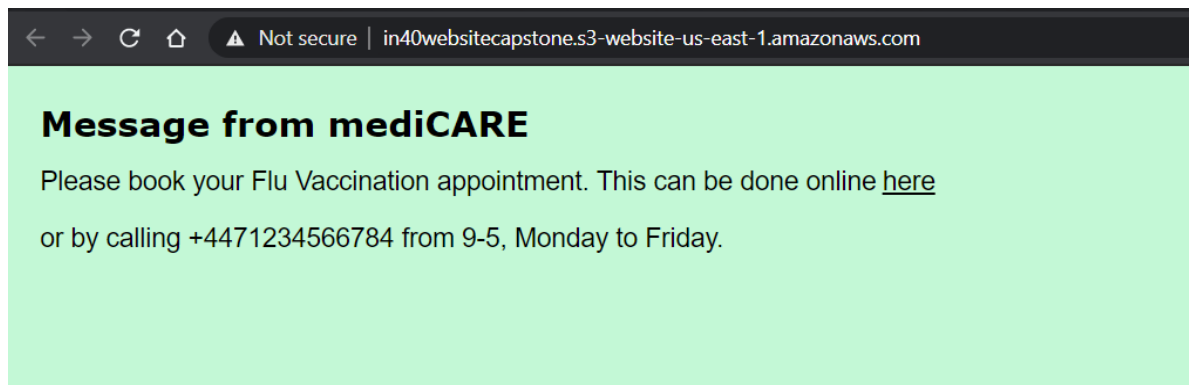 Not secure | in40websitecapstone.s3-website-us-east-1.amazonaws.com
Message from mediCARE
Please book your Flu Vaccination appointment. This can be done online here
or by calling +4471234566784 from 9-5, Monday to Friday.